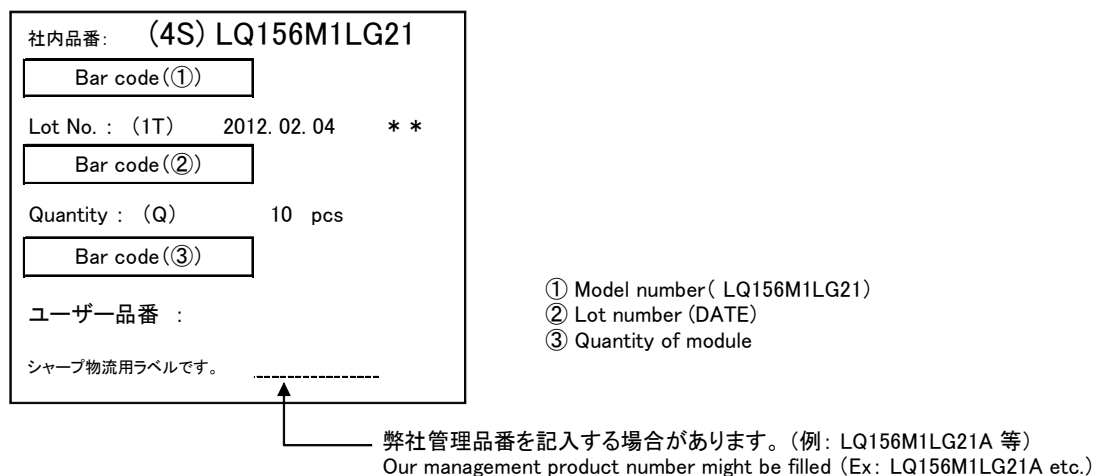 社内品番: (4S) LQ156M1LG21
Bar code(①)
Lot No. : (1T) 2012. 02. 04 * *
Bar code(②)
Quantity : (Q) 10 pcs
Bar code(③)
ユーザー品番 :
シャープ物流用ラベルです。
① Model number( LQ156M1LG21)
② Lot number (DATE)
③ Quantity of module
弊社管理品番を記入する場合があります。(例: LQ156M1LG21A 等)
Our management product number might be filled (Ex: LQ156M1LG21A etc.)